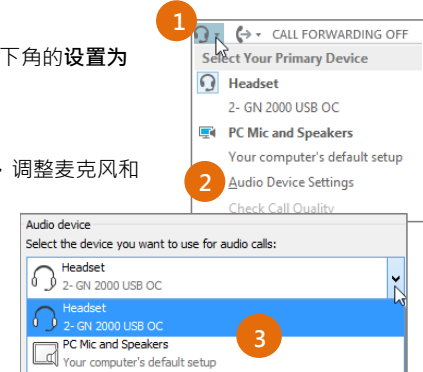 1
CALL FORWARDING OFF
下角的设置为
Select Your Primary Device
Headset
2- GN 2000 USB OC
PC Mic and Speakers
Your computer's default setup
调整麦克风和
2
Audio Device Settings
Check Call Quality
Audio device
Select the device you want to use for audio calls:
Headset
2- GN 2000 USB OC
Headset
2- GN 2000 USB OC
3
PC Mic and Speakers
Your computer's default setup